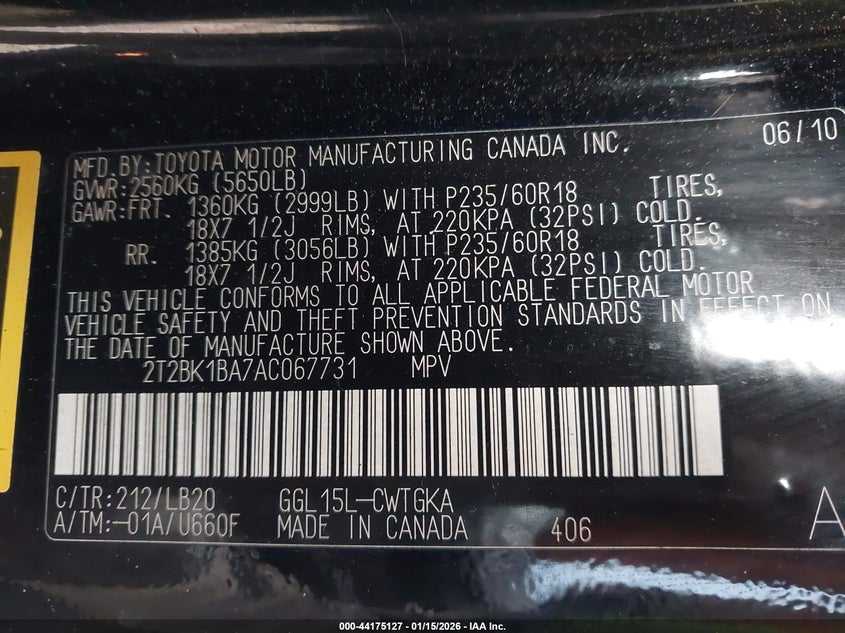 MFD.BY:TOYOTA MOTOR MANUFACTURING CANADA INC. 06/10
GVWR:2560KG (5650LB)
GAWR:FRT. 1360KG (2999LB) WITH P235/60R18 TIRES,
18X7 1/2J RIMS, AT 220KPA (32PSI) COLD.
RR. 1385KG (3056LB) WITH P235/60R18 TIRES,
18X7 1/2J RIMS, AT 220KPA (32PSI) COLD.
THIS VEHICLE CONFORMS TO ALL APPLICABLE FEDERAL MOTOR
VEHICLE SAFETY AND THEFT PREVENTION STANDARDS IN EFFECT ON
THE DATE OF MANUFACTURE SHOWN ABOVE.
2T2BK1BA7AC067731 MPV
C/TR:212/LB20 GGL15L-CWTGKA
A/TM:-01A/U660F MADE IN CANADA 406 A
000-44175127 - 01/15/2026 - IAA Inc.